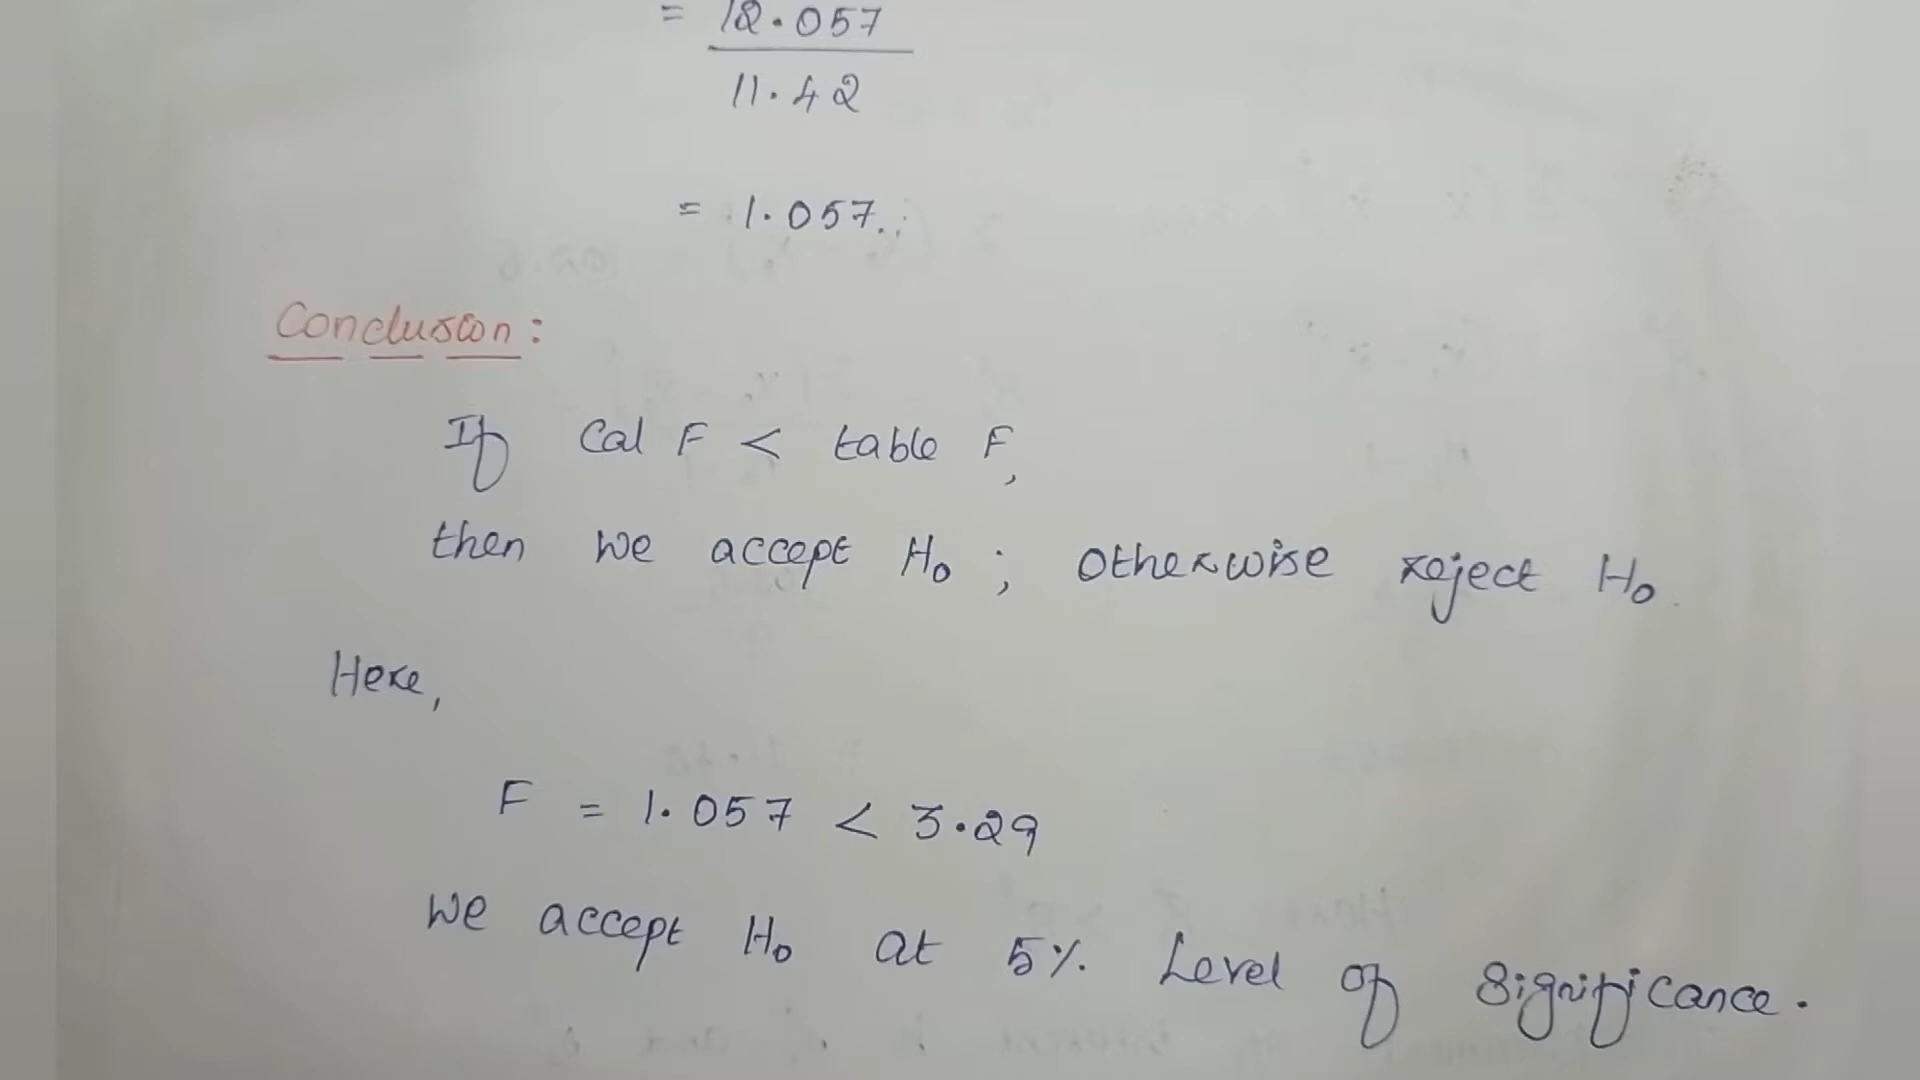 = 12.057
11.42
= 1.057.
Conclusion:
If Cal F < table F,
then we accept H₀ ; otherwise reject H₀.
Here,
F = 1.057 < 3.29
We accept H₀ at 5% Level of Significance.